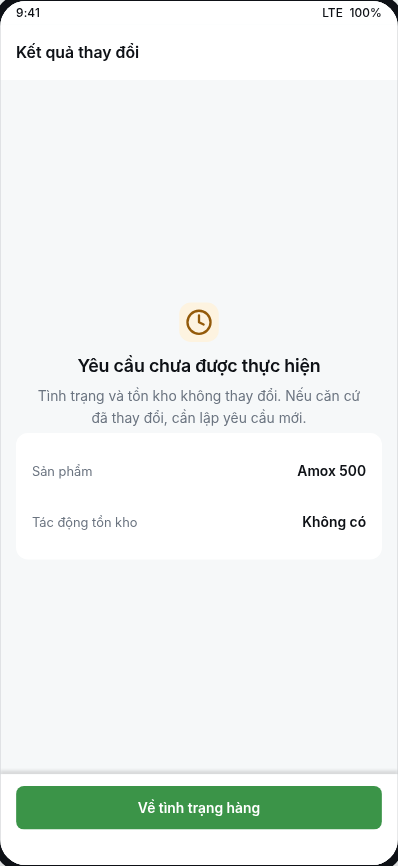 9:41
LTE 100%
Kết quả thay đổi
Yêu cầu chưa được thực hiện
Tình trạng và tồn kho không thay đổi. Nếu căn cứ
đã thay đổi, cần lập yêu cầu mới.
Sản phẩm
Amox 500
Tác động tồn kho
Không có
Về tình trạng hàng